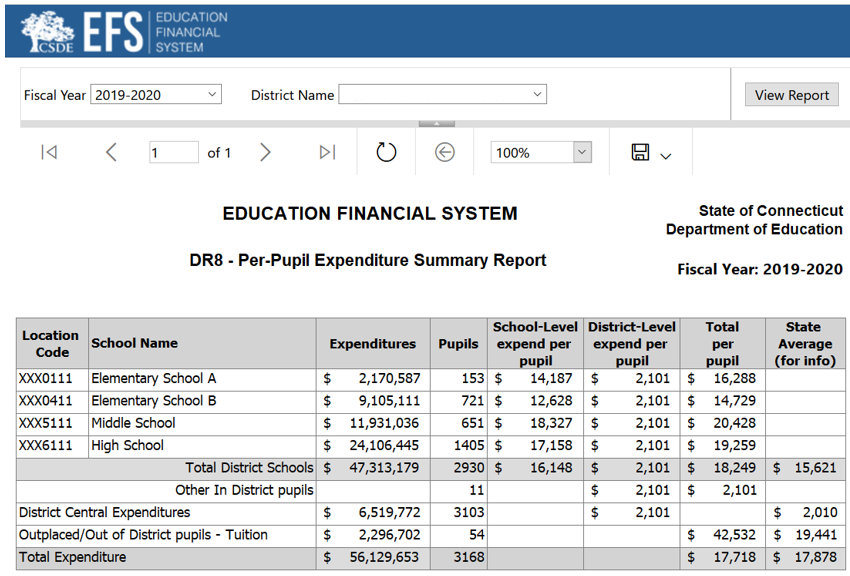 CSDE EFS EDUCATION
FINANCIAL
SYSTEM
Fiscal Year 2019-2020 District Name View Report
1 of 1 100%
EDUCATION FINANCIAL SYSTEM
State of Connecticut
Department of Education
DR8 - Per-Pupil Expenditure Summary Report
Fiscal Year: 2019-2020
Location Code School Name Expenditures Pupils School-Level expend per pupil District-Level expend per pupil Total per pupil State Average (for info)
XXX0111 Elementary School A $ 2,170,587 153 $ 14,187 $ 2,101 $ 16,288
XXX0411 Elementary School B $ 9,105,111 721 $ 12,628 $ 2,101 $ 14,729
XXX5111 Middle School $ 11,931,036 651 $ 18,327 $ 2,101 $ 20,428
XXX6111 High School $ 24,106,445 1405 $ 17,158 $ 2,101 $ 19,259
Total District Schools $ 47,313,179 2930 $ 16,148 $ 2,101 $ 18,249 $ 15,621
Other In District pupils 11 $ 2,101 $ 2,101
District Central Expenditures $ 6,519,772 3103 $ 2,101 $ 2,010
Outplaced/Out of District pupils - Tuition $ 2,296,702 54 $ 42,532 $ 19,441
Total Expenditure $ 56,129,653 3168 $ 17,718 $ 17,878